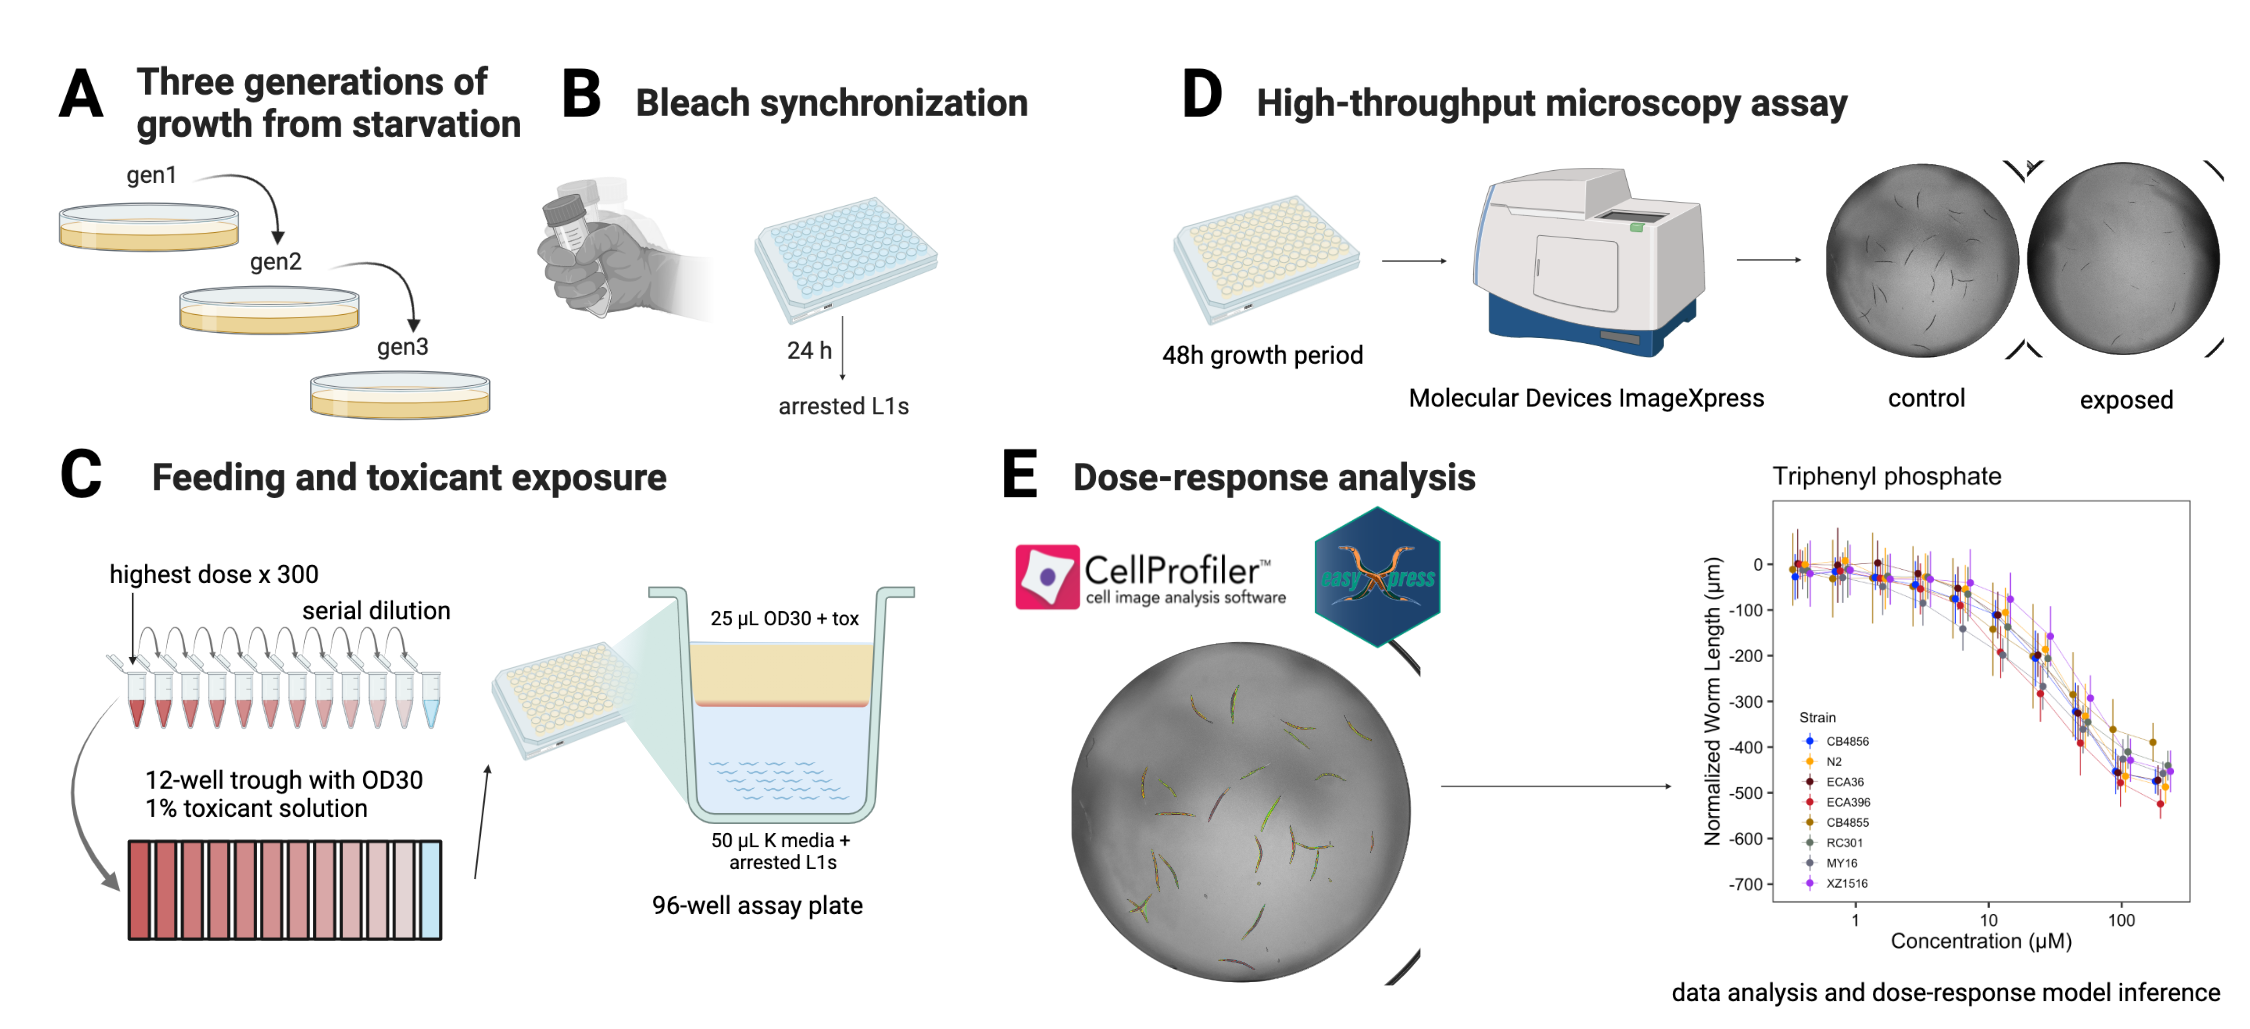 A
Three generations of
growth from starvation
gen1
gen2
gen3
B
Bleach synchronization
24 h
arrested L1s
D
High-throughput microscopy assay
48h growth period
Molecular Devices ImageXpress
control
exposed
C
Feeding and toxicant exposure
highest dose x 300
serial dilution
12-well trough with OD30
1% toxicant solution
25 µL OD30 + tox
50 µL K media +
arrested L1s
96-well assay plate
E
Dose-response analysis
CellProfiler™
cell image analysis software
easyXpress
Triphenyl phosphate
Normalized Worm Length (µm)
0
-100
-200
-300
-400
-500
-600
-700
Strain
CB4856
N2
ECA36
ECA396
CB4855
RC301
MY16
XZ1516
1
10
100
Concentration (µM)
data analysis and dose-response model inference